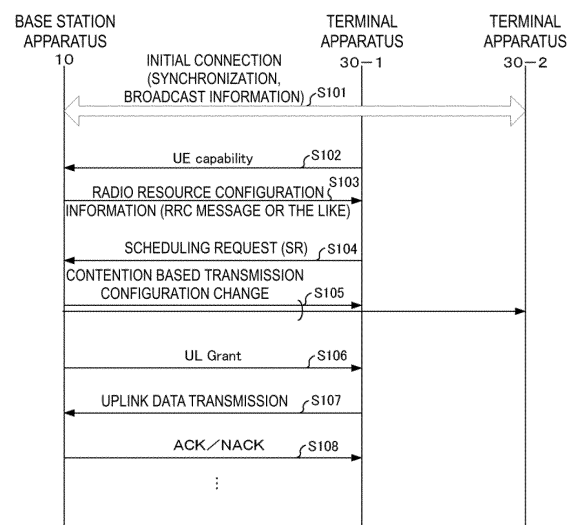 BASE STATION
APPARATUS
10
TERMINAL
APPARATUS
30-1
TERMINAL
APPARATUS
30-2
INITIAL CONNECTION
(SYNCHRONIZATION,
BROADCAST INFORMATION)
S101
UE capability
S102
RADIO RESOURCE CONFIGURATION
INFORMATION (RRC MESSAGE OR THE LIKE)
S103
SCHEDULING REQUEST (SR)
S104
CONTENTION BASED TRANSMISSION
CONFIGURATION CHANGE
S105
UL Grant
S106
UPLINK DATA TRANSMISSION
S107
ACK/NACK
S108
⋮